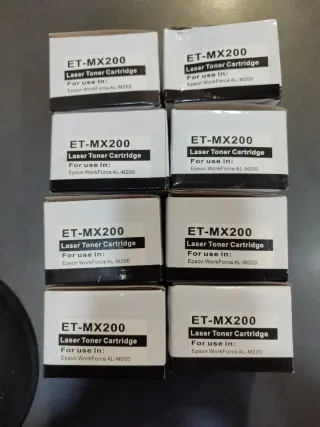 ET-MX200
Laser Toner Cartridge
For use in:
Epson WorkForce AL-M200
ET-MX200
Laser Toner Cartridge
For use in:
Epson WorkForce AL-M200
ET-MX200
Laser Toner Cartridge
For use in:
Epson WorkForce AL-M200
ET-MX200
Laser Toner Cartridge
For use in:
Epson WorkForce AL-M200
ET-MX200
Laser Toner Cartridge
For use in:
Epson WorkForce AL-M200
ET-MX200
Laser Toner Cartridge
For use in:
Epson WorkForce AL-M200
ET-MX200
Laser Toner Cartridge
For use in:
Epson WorkForce AL-M200
ET-MX200
Laser Toner Cartridge
For use in:
Epson WorkForce AL-M200